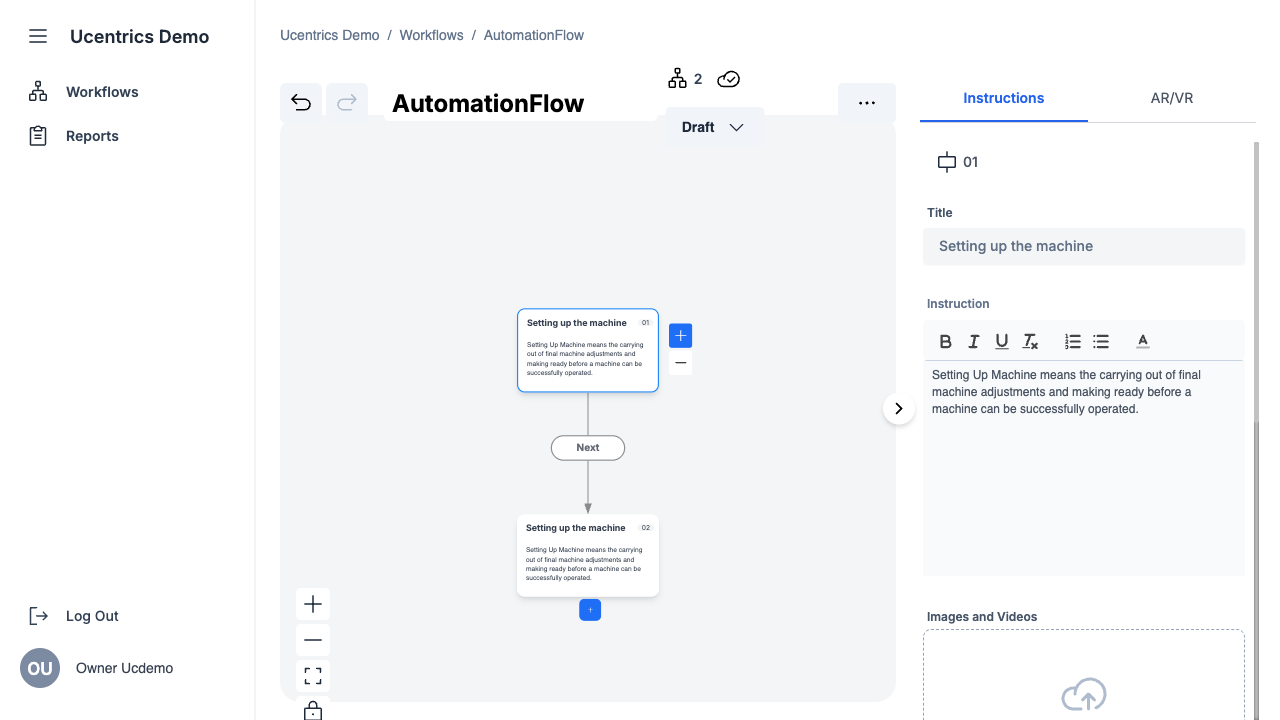 Ucentrics Demo
Workflows
Reports
Log Out
OU
Owner Ucdemo
Ucentrics Demo / Workflows / AutomationFlow
AutomationFlow
2
Draft
Setting up the machine 01
Setting Up Machine means the carrying
out of final machine adjustments and
making ready before a machine can be
successfully operated.
Next
Setting up the machine 02
Setting Up Machine means the carrying
out of final machine adjustments and
making ready before a machine can be
successfully operated.
Instructions
AR/VR
01
Title
Setting up the machine
Instruction
B I U Tx A
Setting Up Machine means the carrying out of final
machine adjustments and making ready before a
machine can be successfully operated.
Images and Videos